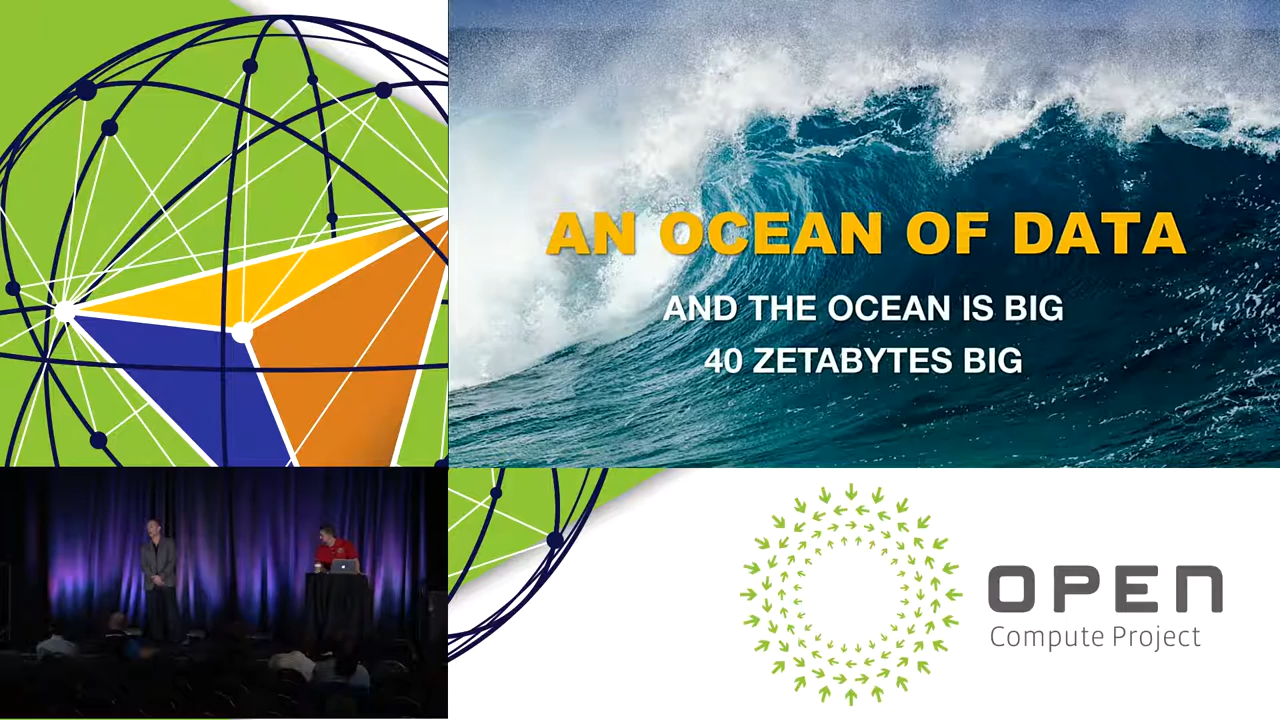 AN OCEAN OF DATA
AND THE OCEAN IS BIG
40 ZETABYTES BIG
OPEN
Compute Project